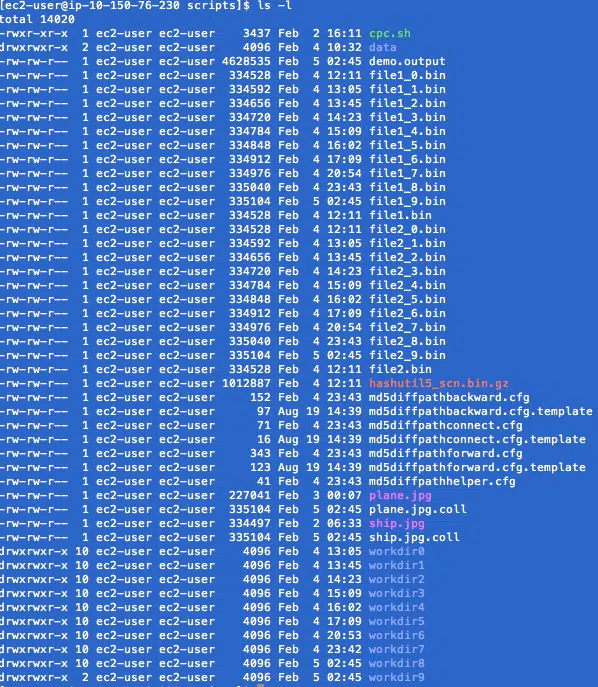 [ec2-user@ip-10-150-76-230 scripts]$ ls -l
total 14020
-rwxr-xr-x  1 ec2-user ec2-user    3437 Feb  2 16:11 cpc.sh
drwxrwxr-x  2 ec2-user ec2-user    4096 Feb  4 10:32 data
-rw-rw-r--  1 ec2-user ec2-user 4628535 Feb  5 02:45 demo.output
-rw-rw-r--  1 ec2-user ec2-user  334528 Feb  4 12:11 file1_0.bin
-rw-rw-r--  1 ec2-user ec2-user  334592 Feb  4 13:05 file1_1.bin
-rw-rw-r--  1 ec2-user ec2-user  334656 Feb  4 13:45 file1_2.bin
-rw-rw-r--  1 ec2-user ec2-user  334720 Feb  4 14:23 file1_3.bin
-rw-rw-r--  1 ec2-user ec2-user  334784 Feb  4 15:09 file1_4.bin
-rw-rw-r--  1 ec2-user ec2-user  334848 Feb  4 16:02 file1_5.bin
-rw-rw-r--  1 ec2-user ec2-user  334912 Feb  4 17:09 file1_6.bin
-rw-rw-r--  1 ec2-user ec2-user  334976 Feb  4 20:54 file1_7.bin
-rw-rw-r--  1 ec2-user ec2-user  335040 Feb  4 23:43 file1_8.bin
-rw-rw-r--  1 ec2-user ec2-user  335104 Feb  5 02:45 file1_9.bin
-rw-rw-r--  1 ec2-user ec2-user  334528 Feb  4 12:11 file1.bin
-rw-rw-r--  1 ec2-user ec2-user  334528 Feb  4 12:11 file2_0.bin
-rw-rw-r--  1 ec2-user ec2-user  334592 Feb  4 13:05 file2_1.bin
-rw-rw-r--  1 ec2-user ec2-user  334656 Feb  4 13:45 file2_2.bin
-rw-rw-r--  1 ec2-user ec2-user  334720 Feb  4 14:23 file2_3.bin
-rw-rw-r--  1 ec2-user ec2-user  334784 Feb  4 15:09 file2_4.bin
-rw-rw-r--  1 ec2-user ec2-user  334848 Feb  4 16:02 file2_5.bin
-rw-rw-r--  1 ec2-user ec2-user  334912 Feb  4 17:09 file2_6.bin
-rw-rw-r--  1 ec2-user ec2-user  334976 Feb  4 20:54 file2_7.bin
-rw-rw-r--  1 ec2-user ec2-user  335040 Feb  4 23:43 file2_8.bin
-rw-rw-r--  1 ec2-user ec2-user  335104 Feb  5 02:45 file2_9.bin
-rw-rw-r--  1 ec2-user ec2-user  334528 Feb  4 12:11 file2.bin
-rw-rw-r--  1 ec2-user ec2-user 1012887 Feb  4 12:11 hashutil5_scn.bin.gz
-rw-rw-r--  1 ec2-user ec2-user     152 Feb  4 23:43 md5diffpathbackward.cfg
-rw-rw-r--  1 ec2-user ec2-user      97 Aug 19 14:39 md5diffpathbackward.cfg.template
-rw-rw-r--  1 ec2-user ec2-user      71 Feb  4 23:43 md5diffpathconnect.cfg
-rw-rw-r--  1 ec2-user ec2-user      16 Aug 19 14:39 md5diffpathconnect.cfg.template
-rw-rw-r--  1 ec2-user ec2-user     343 Feb  4 23:43 md5diffpathforward.cfg
-rw-rw-r--  1 ec2-user ec2-user     123 Aug 19 14:39 md5diffpathforward.cfg.template
-rw-rw-r--  1 ec2-user ec2-user      41 Feb  4 23:43 md5diffpathhelper.cfg
-rw-rw-r--  1 ec2-user ec2-user  227041 Feb  3 00:07 plane.jpg
-rw-rw-r--  1 ec2-user ec2-user  335104 Feb  5 02:45 plane.jpg.coll
-rw-rw-r--  1 ec2-user ec2-user  334497 Feb  2 06:33 ship.jpg
-rw-rw-r--  1 ec2-user ec2-user  335104 Feb  5 02:45 ship.jpg.coll
drwxrwxr-x 10 ec2-user ec2-user    4096 Feb  4 13:05 workdir0
drwxrwxr-x 10 ec2-user ec2-user    4096 Feb  4 13:45 workdir1
drwxrwxr-x 10 ec2-user ec2-user    4096 Feb  4 14:23 workdir2
drwxrwxr-x 10 ec2-user ec2-user    4096 Feb  4 15:09 workdir3
drwxrwxr-x 10 ec2-user ec2-user    4096 Feb  4 16:02 workdir4
drwxrwxr-x 10 ec2-user ec2-user    4096 Feb  4 17:09 workdir5
drwxrwxr-x 10 ec2-user ec2-user    4096 Feb  4 20:53 workdir6
drwxrwxr-x 10 ec2-user ec2-user    4096 Feb  4 23:42 workdir7
drwxrwxr-x 10 ec2-user ec2-user    4096 Feb  5 02:45 workdir8
drwxrwxr-x  2 ec2-user ec2-user    4096 Feb  5 02:45 workdir9